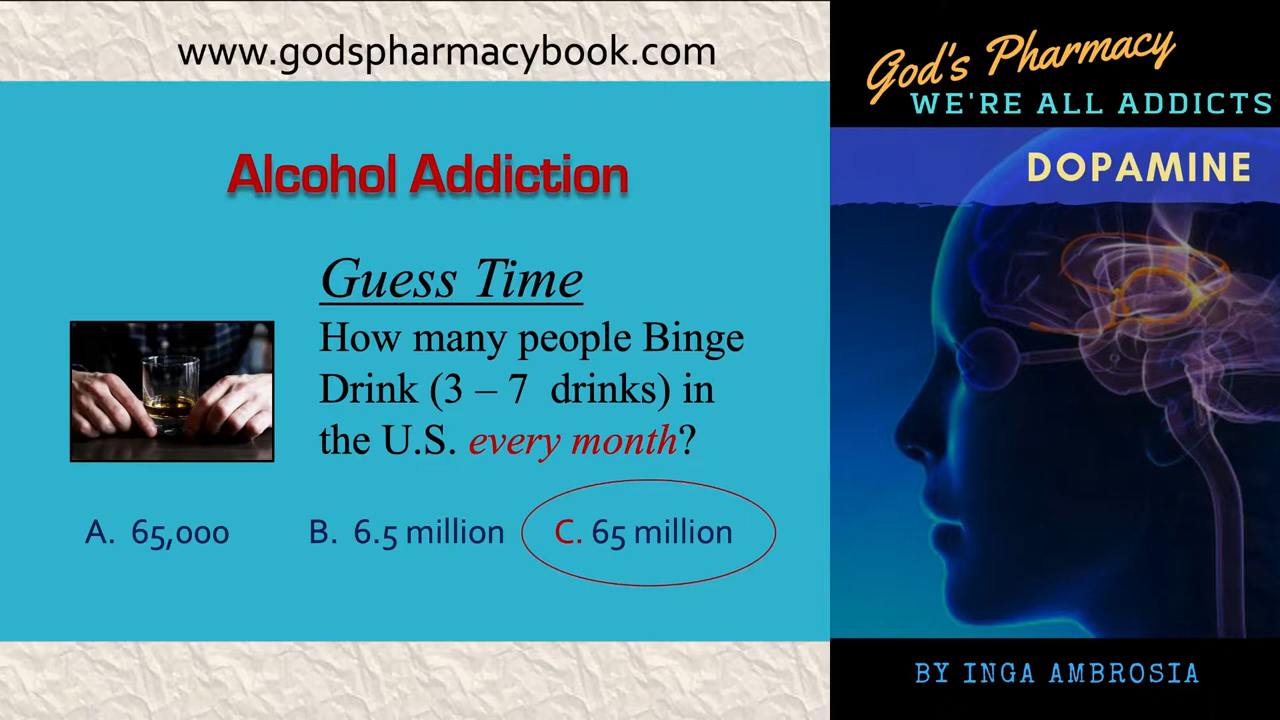 www.godspharmacybook.com
Alcohol Addiction
Guess Time
How many people Binge
Drink (3 – 7 drinks) in
the U.S. every month?
A. 65,000
B. 6.5 million
C. 65 million
God's Pharmacy
WE'RE ALL ADDICTS
DOPAMINE
BY INGA AMBROSIA